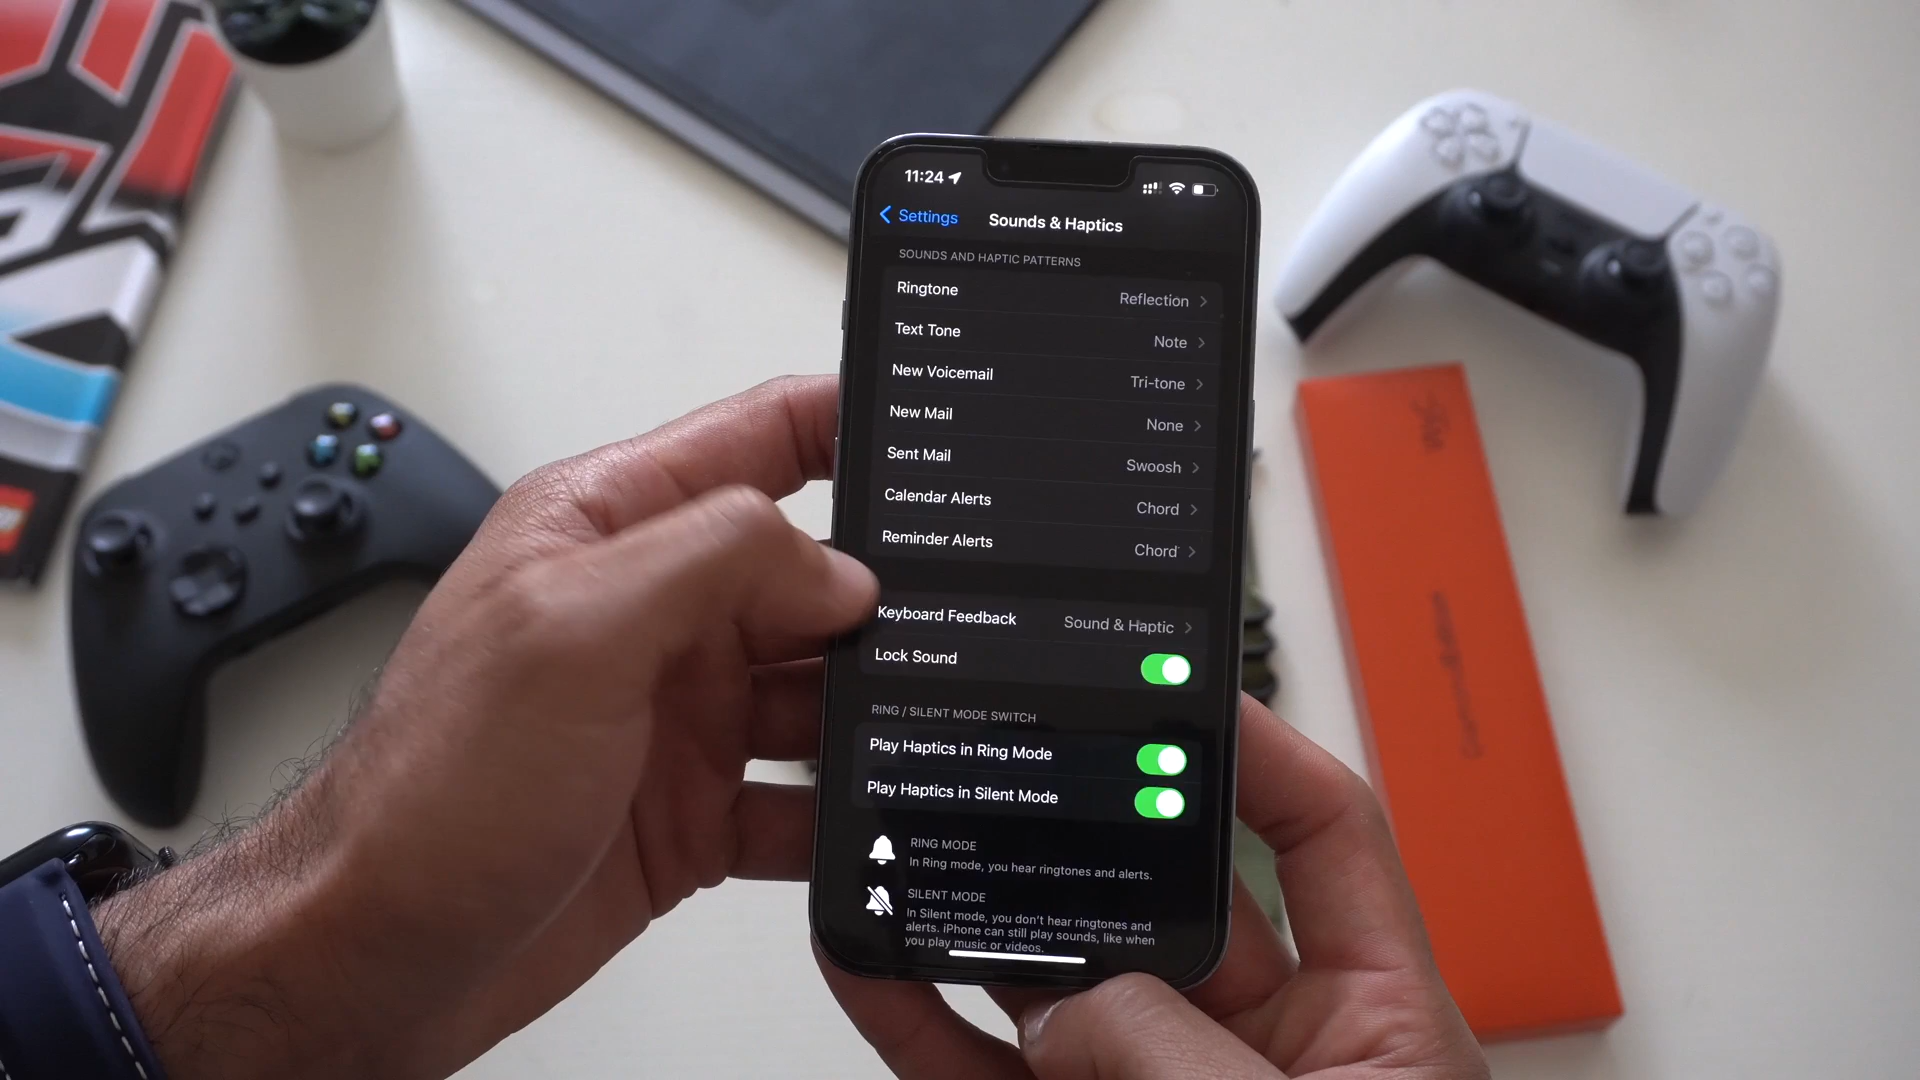 11:24
Settings
Sounds & Haptics
SOUNDS AND HAPTIC PATTERNS
Ringtone Reflection
Text Tone Note
New Voicemail Tri-tone
New Mail None
Sent Mail Swoosh
Calendar Alerts Chord
Reminder Alerts Chord
Keyboard Feedback Sound & Haptic
Lock Sound
RING / SILENT MODE SWITCH
Play Haptics in Ring Mode
Play Haptics in Silent Mode
RING MODE
In Ring mode, you hear ringtones and alerts.
SILENT MODE
In Silent mode, you don't hear ringtones and
alerts. iPhone can still play sounds, like when
you play music or videos.